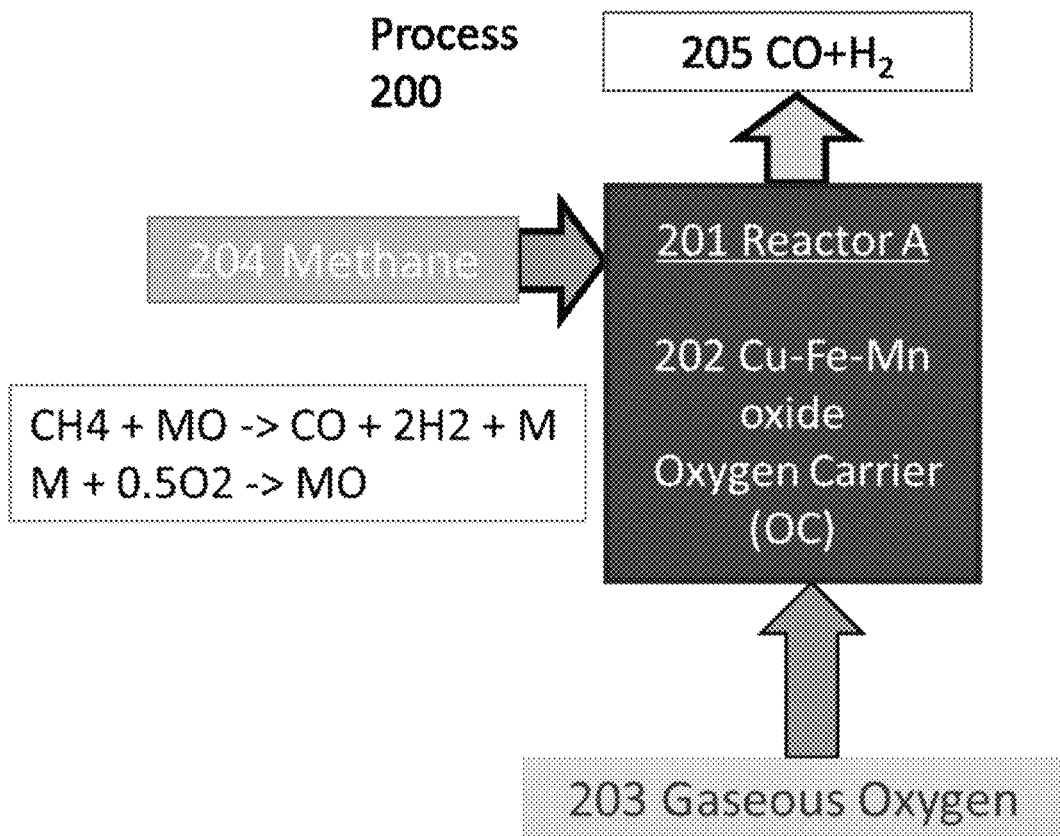 Process
200
205 CO+H₂
204 Methane
201 Reactor A
202 Cu-Fe-Mn
oxide
Oxygen Carrier
(OC)
CH4 + MO -> CO + 2H2 + M
M + 0.5O2 -> MO
203 Gaseous Oxygen